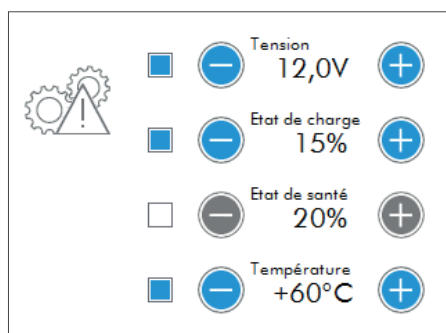 Tension
12,0V
Etat de charge
15%
Etat de santé
20%
Température
+60°C